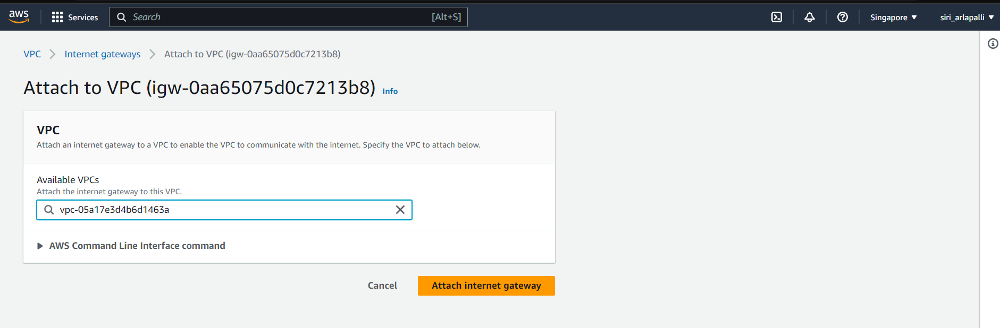 aws Services Search [Alt+S] Singapore siri_arlapalli
VPC Internet gateways Attach to VPC (igw-0aa65075d0c7213b8)
Attach to VPC (igw-0aa65075d0c7213b8) Info
VPC
Attach an internet gateway to a VPC to enable the VPC to communicate with the internet. Specify the VPC to attach below.
Available VPCs
Attach the internet gateway to this VPC.
vpc-05a17e3d4b6d1463a
AWS Command Line Interface command
Cancel Attach internet gateway